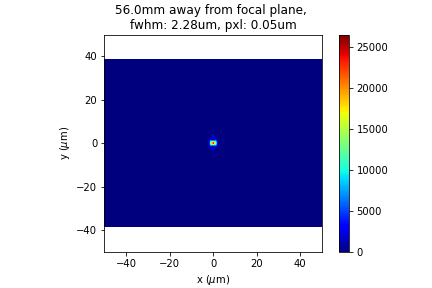 56.0mm away from focal plane,
fwhm: 2.28um, pxl: 0.05um
40
20
0
−20
−40
y (μm)
−40 −20 0 20 40
x (μm)
25000
20000
15000
10000
5000
0